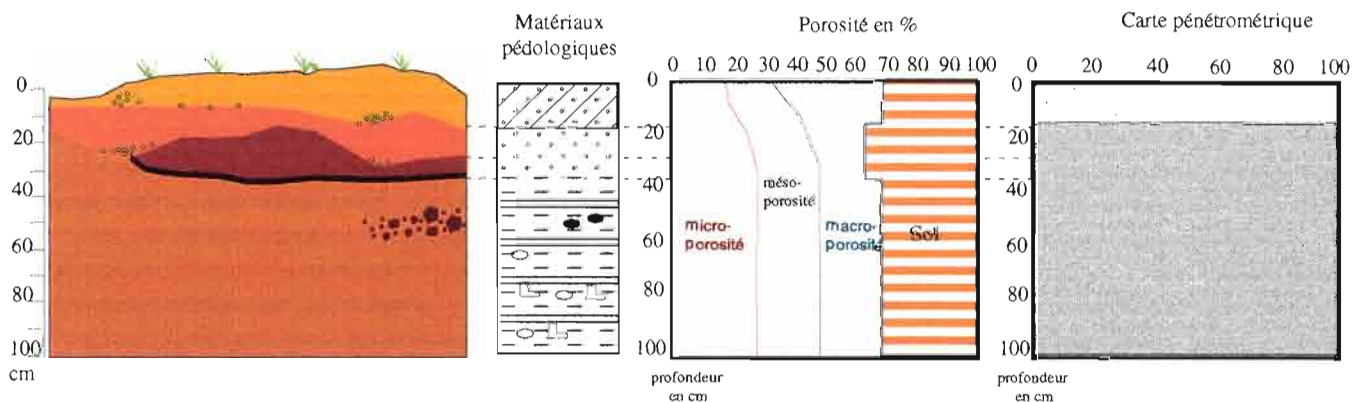 Matériaux
pédologiques
Porosité en %
Carte pénétrométrique
0
20
40
60
80
100
cm
0 10 20 30 40 50 60 70 80 90 100
0
20
40
60
80
100
méso-
porosité
micro-
porosité
macro-
porosité
Sol
profondeur
en cm
0 20 40 60 80 100
0
20
40
60
80
100
profondeur
en cm